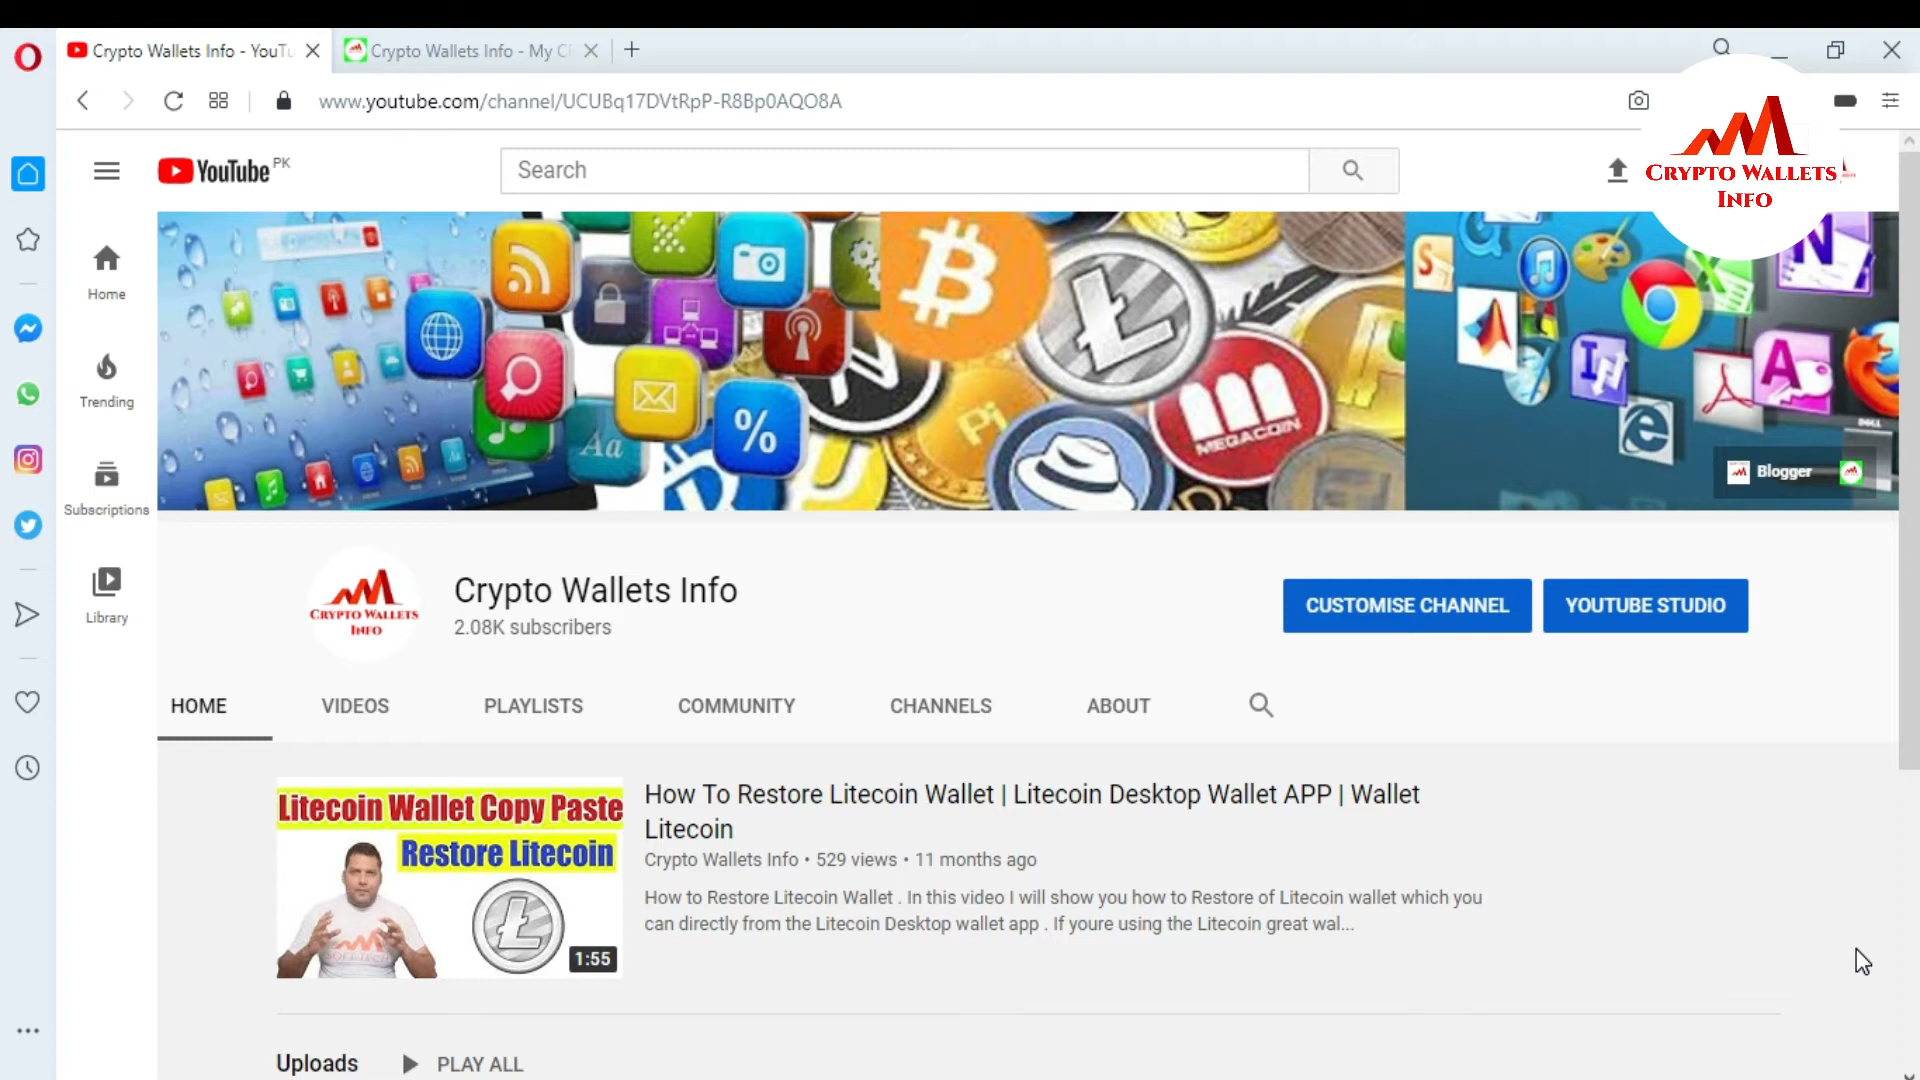 Crypto Wallets Info - YouTu
Crypto Wallets Info - My C
www.youtube.com/channel/UCUBq17DVtRpP-R8Bp0AQO8A
YouTube PK
Search
CRYPTO WALLETS
INFO
Home
Trending
Subscriptions
Library
Aa
%
Pi
MEGACOIN
DELL
Blogger
CRYPTO WALLETS
INFO
Crypto Wallets Info
2.08K subscribers
CUSTOMISE CHANNEL
YOUTUBE STUDIO
HOME
VIDEOS
PLAYLISTS
COMMUNITY
CHANNELS
ABOUT
Litecoin Wallet Copy Paste
Restore Litecoin
1:55
How To Restore Litecoin Wallet | Litecoin Desktop Wallet APP | Wallet
Litecoin
Crypto Wallets Info • 529 views • 11 months ago
How to Restore Litecoin Wallet . In this video I will show you how to Restore of Litecoin wallet which you
can directly from the Litecoin Desktop wallet app . If youre using the Litecoin great wal...
Uploads
PLAY ALL